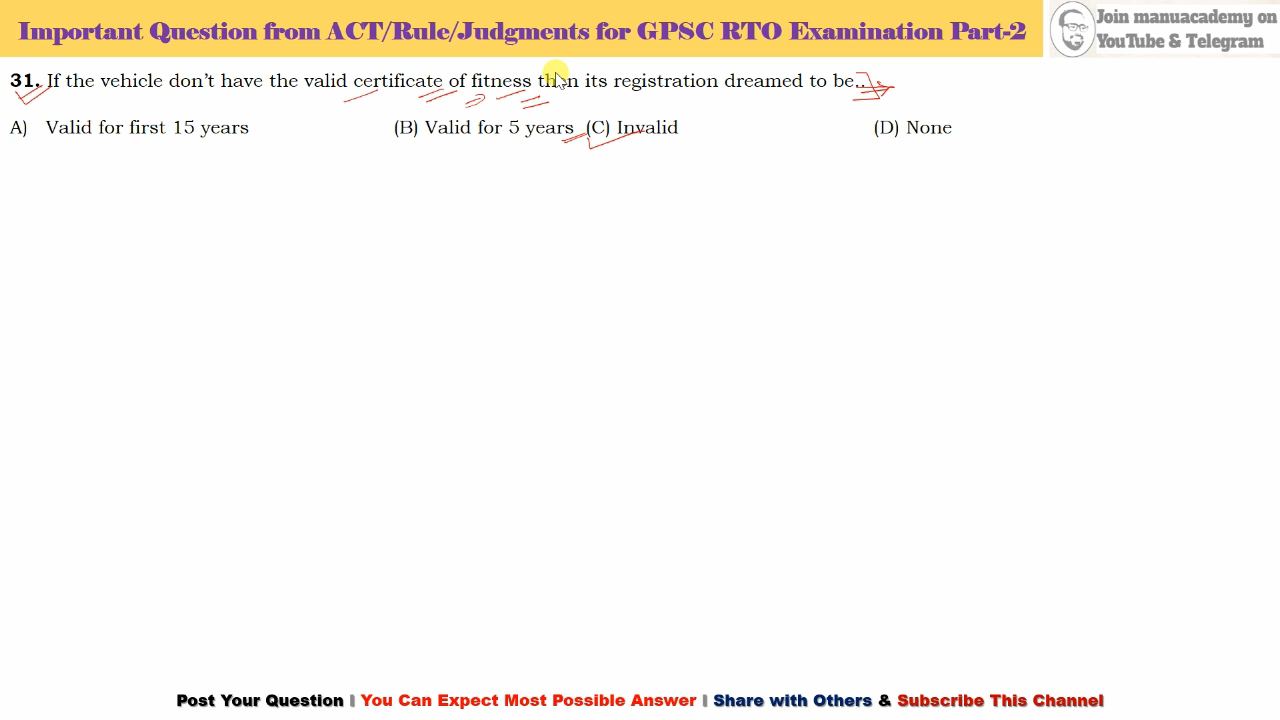 Important Question from ACT/Rule/Judgments for GPSC RTO Examination Part-2
Join manuacademy on
YouTube & Telegram
31. If the vehicle don't have the valid certificate of fitness then its registration dreamed to be..
A) Valid for first 15 years (B) Valid for 5 years (C) Invalid (D) None
Post Your Question | You Can Expect Most Possible Answer | Share with Others & Subscribe This Channel